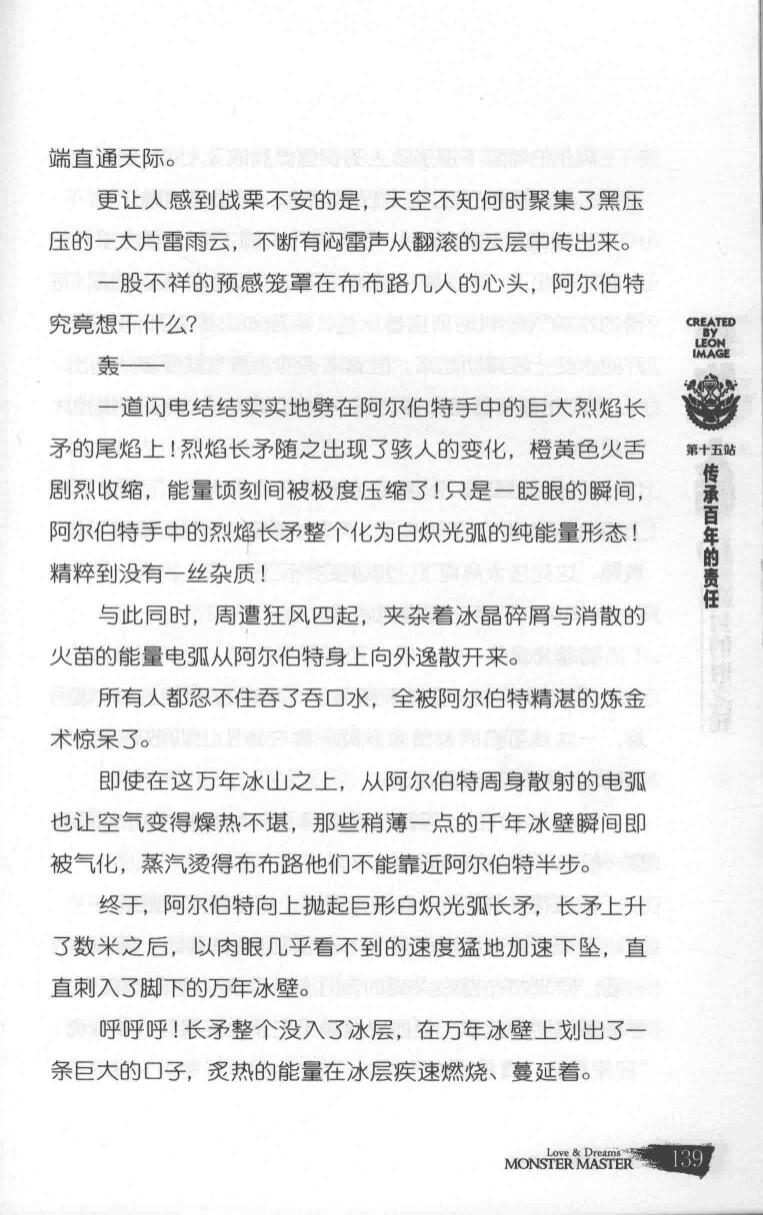 端直通天际。
更让人感到战栗不安的是，天空不知何时聚集了黑压
压的一大片雷雨云，不断有闷雷声从翻滚的云层中传出来。
一股不祥的预感笼罩在布布路几人的心头，阿尔伯特
究竟想干什么？
轰——
一道闪电结结实实地劈在阿尔伯特手中的巨大烈焰长
矛的尾焰上！烈焰长矛随之出现了骇人的变化，橙黄色火舌
剧烈收缩，能量顷刻间被极度压缩了！只是一眨眼的瞬间，
阿尔伯特手中的烈焰长矛整个化为白炽光弧的纯能量形态！
精粹到没有一丝杂质！
与此同时，周遭狂风四起，夹杂着冰晶碎屑与消散的
火苗的能量电弧从阿尔伯特身上向外逸散开来。
所有人都忍不住吞了吞口水，全被阿尔伯特精湛的炼金
术惊呆了。
即使在这万年冰山之上，从阿尔伯特周身散射的电弧
也让空气变得燥热不堪，那些稍薄一点的千年冰壁瞬间即
被气化，蒸汽烫得布布路他们不能靠近阿尔伯特半步。
终于，阿尔伯特向上抛起巨形白炽光弧长矛，长矛上升
了数米之后，以肉眼几乎看不到的速度猛地加速下坠，直
直刺入了脚下的万年冰壁。
呼呼呼！长矛整个没入了冰层，在万年冰壁上划出了一
条巨大的口子，炙热的能量在冰层疾速燃烧、蔓延着。
CREATED
BY
LEON
IMAGE
第十五站
传承百年的责任
Love & Dreams
MONSTER MASTER
139